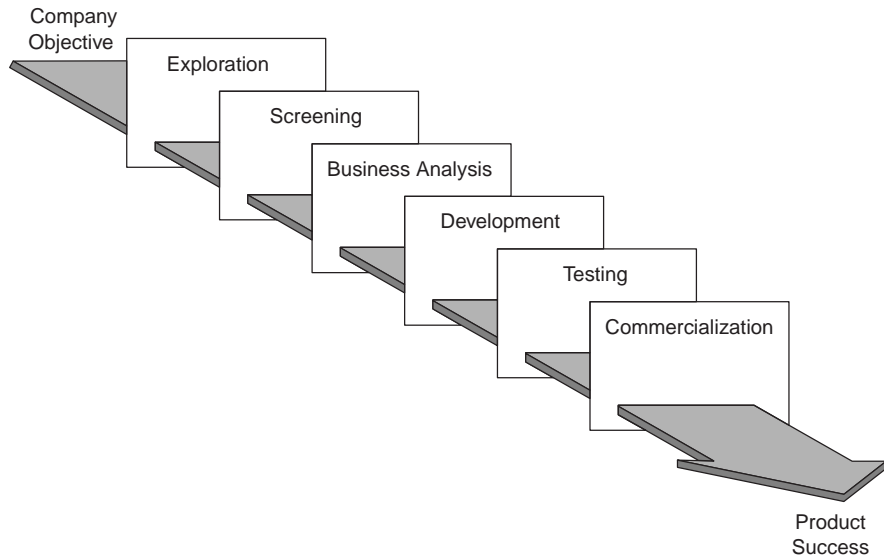 Company
Objective
Exploration
Screening
Business Analysis
Development
Testing
Commercialization
Product
Success